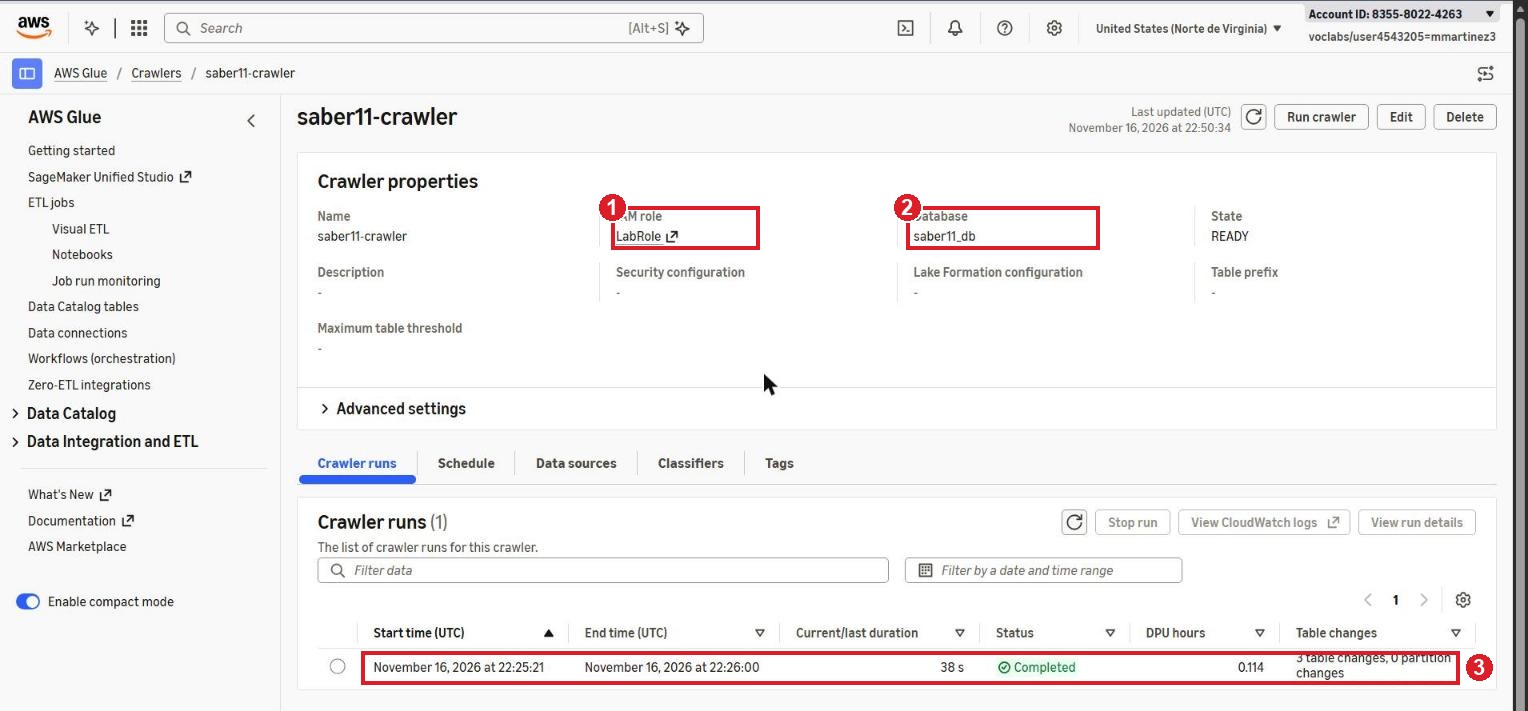 aws
Search [Alt+S]
United States (Norte de Virginia)
Account ID: 8355-8022-4263
voclabs/user4543205=mmartinez3
AWS Glue / Crawlers / saber11-crawler
AWS Glue
Getting started
SageMaker Unified Studio
ETL jobs
Visual ETL
Notebooks
Job run monitoring
Data Catalog tables
Data connections
Workflows (orchestration)
Zero-ETL integrations
Data Catalog
Data Integration and ETL
What's New
Documentation
AWS Marketplace
Enable compact mode
saber11-crawler
Last updated (UTC)
November 16, 2026 at 22:50:34
Run crawler
Edit
Delete
Crawler properties
Name
saber11-crawler
1
role
LabRole
2
saber11_db
State
READY
Description
-
Security configuration
-
Lake Formation configuration
-
Table prefix
-
Maximum table threshold
-
Advanced settings
Crawler runs Schedule Data sources Classifiers Tags
Crawler runs (1)
The list of crawler runs for this crawler.
Stop run
View CloudWatch logs
View run details
Filter data
Filter by a date and time range
1
Start time (UTC) End time (UTC) Current/last duration Status DPU hours Table changes
November 16, 2026 at 22:25:21 November 16, 2026 at 22:26:00 38 s Completed 0.114 3 table changes, 0 partition
changes
3